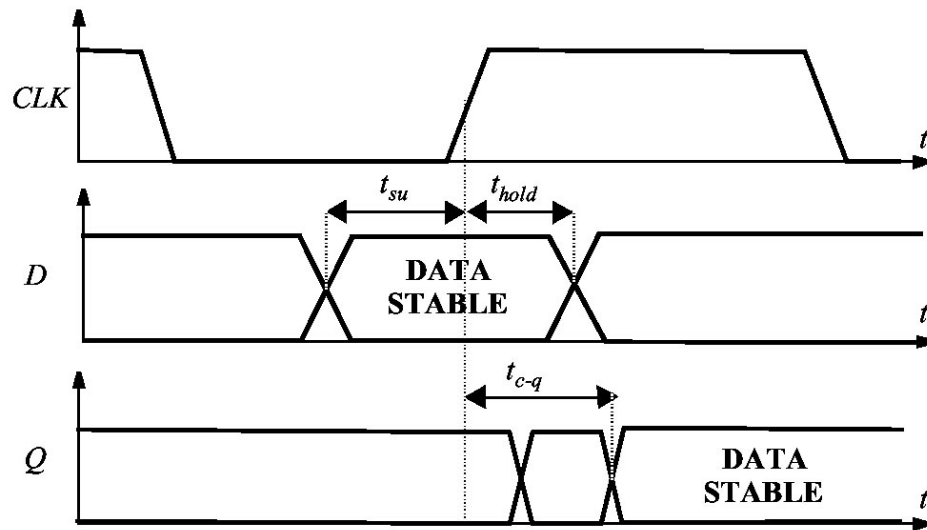 CLK
t
t_su
t_hold
D
DATA
STABLE
t
t_c-q
Q
DATA
STABLE
t